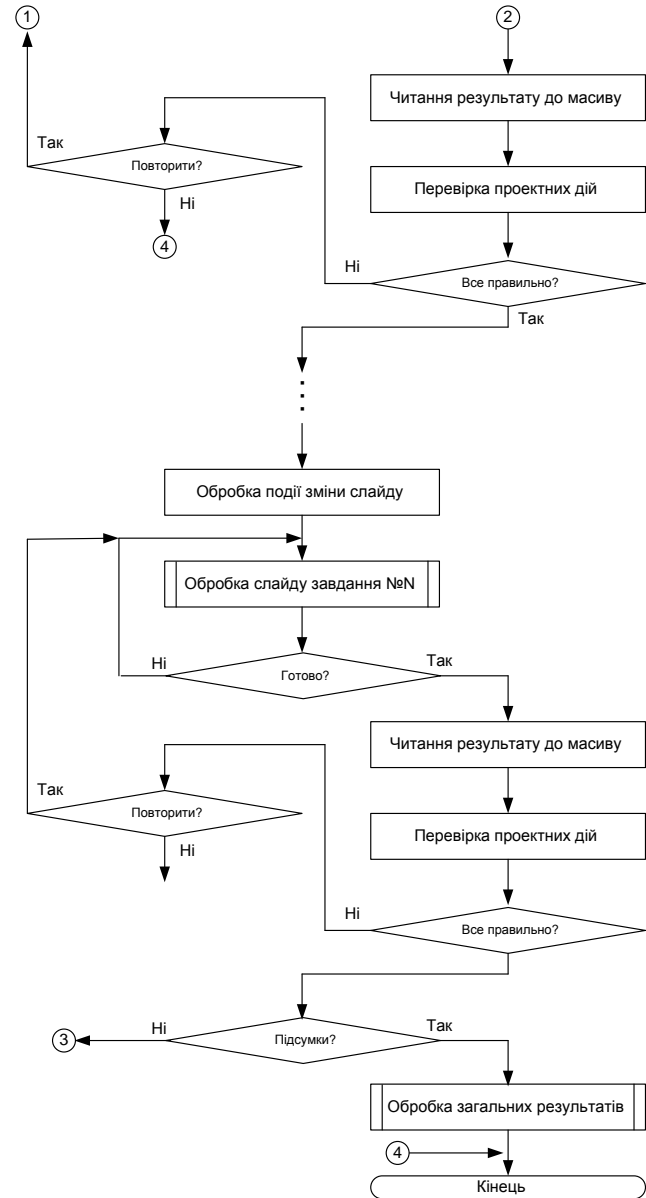 1
2
Читання результату до масиву
Так
Повторити?
Перевірка проектних дій
Ні
4
Ні
Все правильно?
Так
Обробка події зміни слайду
Обробка слайду завдання №N
Ні
Готово?
Так
Читання результату до масиву
Так
Повторити?
Перевірка проектних дій
Ні
Ні
Все правильно?
3
Ні
Підсумки?
Так
Обробка загальних результатів
4
Кінець